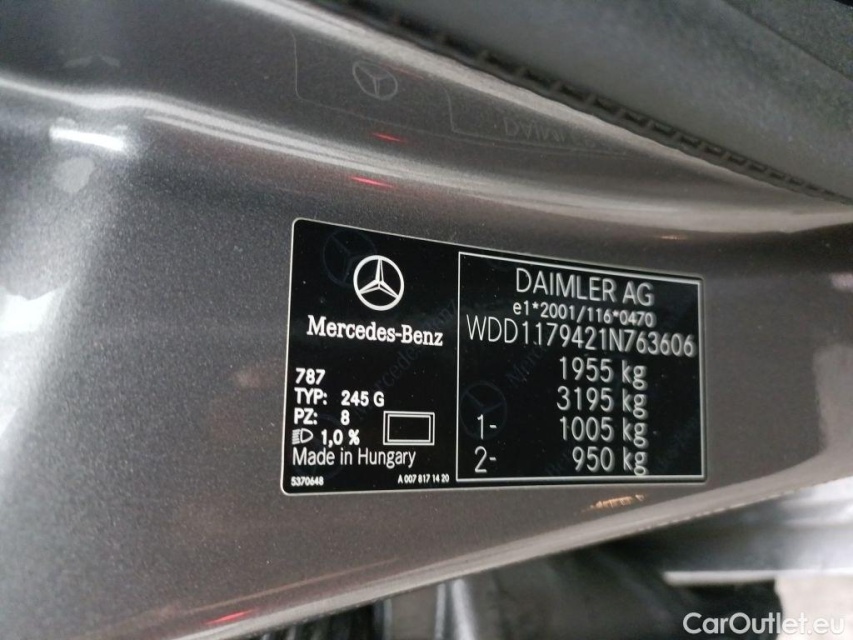 Mercedes-Benz
787
TYP: 245 G
PZ: 8
1,0 %
Made in Hungary
5370648 A 007 817 14 20
DAIMLER AG
e1*2001/116*0470
WDD1179421N763606
1955 kg
3195 kg
1- 1005 kg
2- 950 kg
CarOutlet.eu